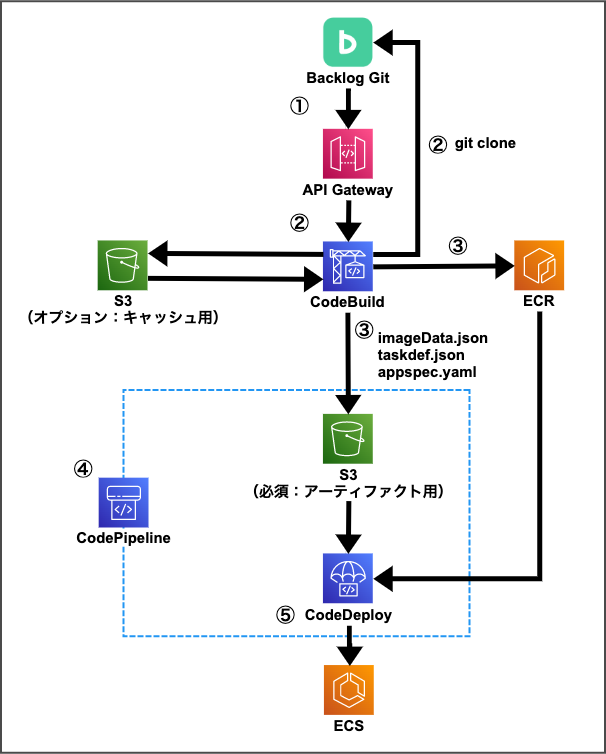 Backlog Git
①
② git clone
API Gateway
②
③
S3
(オプション：キャッシュ用)
CodeBuild
ECR
③ imageData.json
taskdef.json
appspec.yaml
④
S3
(必須：アーティファクト用)
CodePipeline
⑤ CodeDeploy
ECS